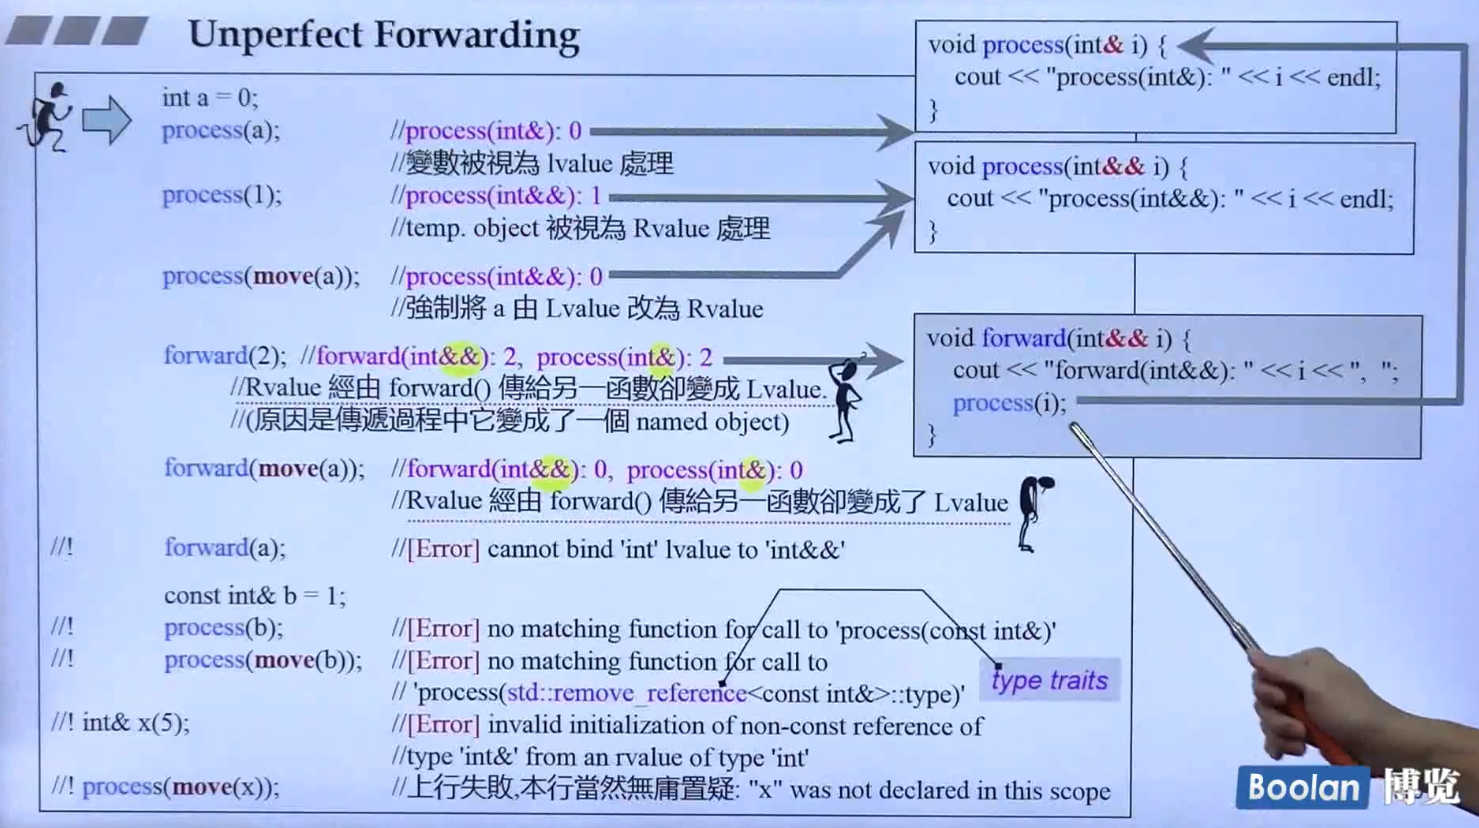 Unperfect Forwarding
int a = 0;
process(a); //process(int&): 0
//變數被視為 lvalue 處理
process(1); //process(int&&): 1
//temp. object 被視為 Rvalue 處理
process(move(a)); //process(int&&): 0
//強制將 a 由 Lvalue 改為 Rvalue
forward(2); //forward(int&&): 2, process(int&): 2
//Rvalue 經由 forward() 傳給另一函數卻變成 Lvalue.
//(原因是傳遞過程中它變成了一個 named object)
forward(move(a)); //forward(int&&): 0, process(int&): 0
//Rvalue 經由 forward() 傳給另一函數卻變成了 Lvalue
//! forward(a); //[Error] cannot bind 'int' lvalue to 'int&&'
const int& b = 1;
//! process(b); //[Error] no matching function for call to 'process(const int&)'
//! process(move(b)); //[Error] no matching function for call to
// 'process(std::remove_reference<const int&>::type)'
//! int& x(5); //[Error] invalid initialization of non-const reference of
//type 'int&' from an rvalue of type 'int'
//! process(move(x)); //上行失敗,本行當然無庸置疑: "x" was not declared in this scope
void process(int& i) {
cout << "process(int&): " << i << endl;
}
void process(int&& i) {
cout << "process(int&&): " << i << endl;
}
void forward(int&& i) {
cout << "forward(int&&): " << i << ", ";
process(i);
}
type traits
Boolan 博览